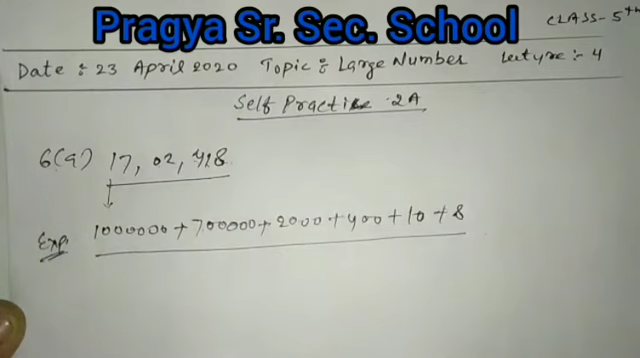 Pragya Sr. Sec. School
CLASS- 5th
Date : 23 April 2020 Topic : Large Number Lecture :- 4
Self Practice 2A
6(a) 17, 02, 418
Exp. 1000000 + 700000 + 2000 + 400 + 10 + 8